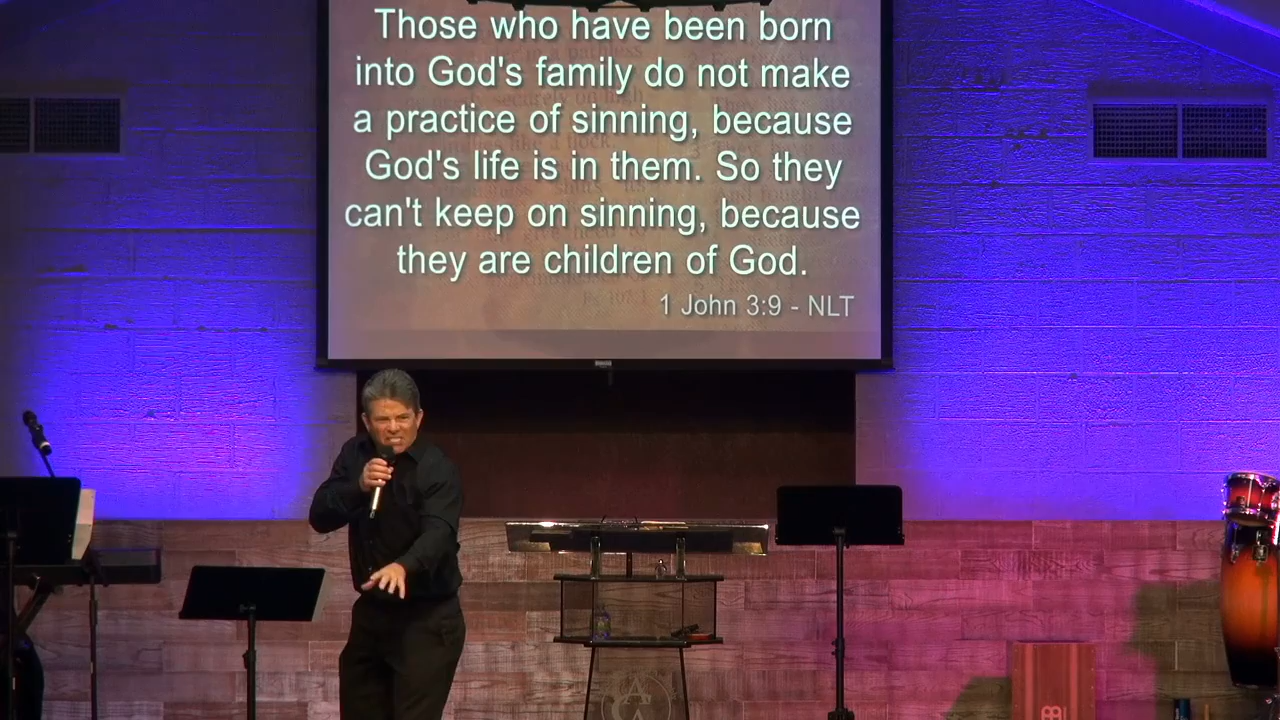 Those who have been born
into God's family do not make
a practice of sinning, because
God's life is in them. So they
can't keep on sinning, because
they are children of God.
1 John 3:9 - NLT